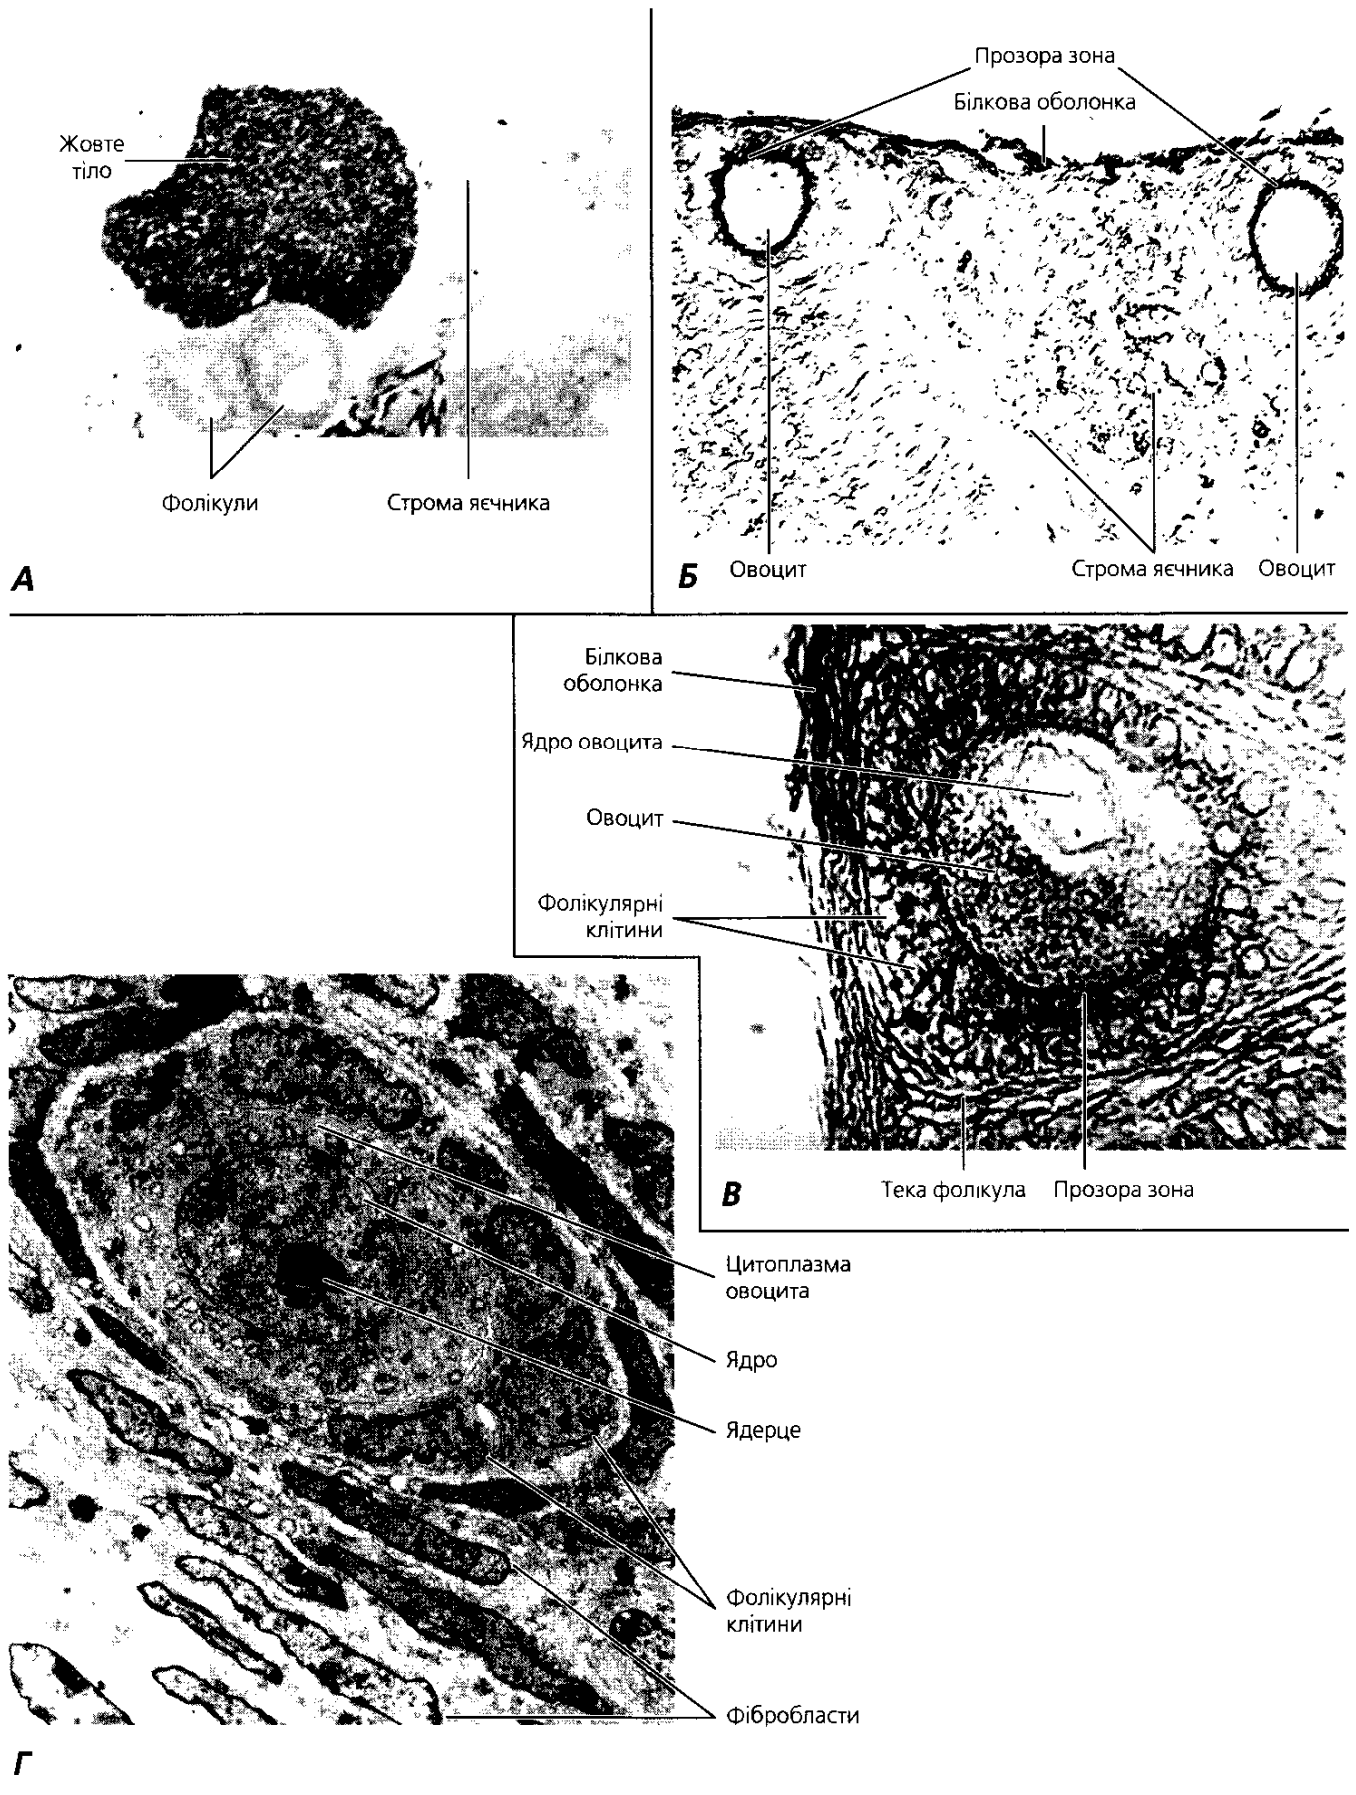 Жовте
тіло
Фолікули
Строма яєчника
А
Прозора зона
Білкова оболонка
Овоцит
Строма яєчника
Овоцит
Б
Білкова
оболонка
Ядро овоцита
Овоцит
Фолікулярні
клітини
Тека фолікула
Прозора зона
В
Цитоплазма
овоцита
Ядро
Ядерце
Фолікулярні
клітини
Фібробласти
Г